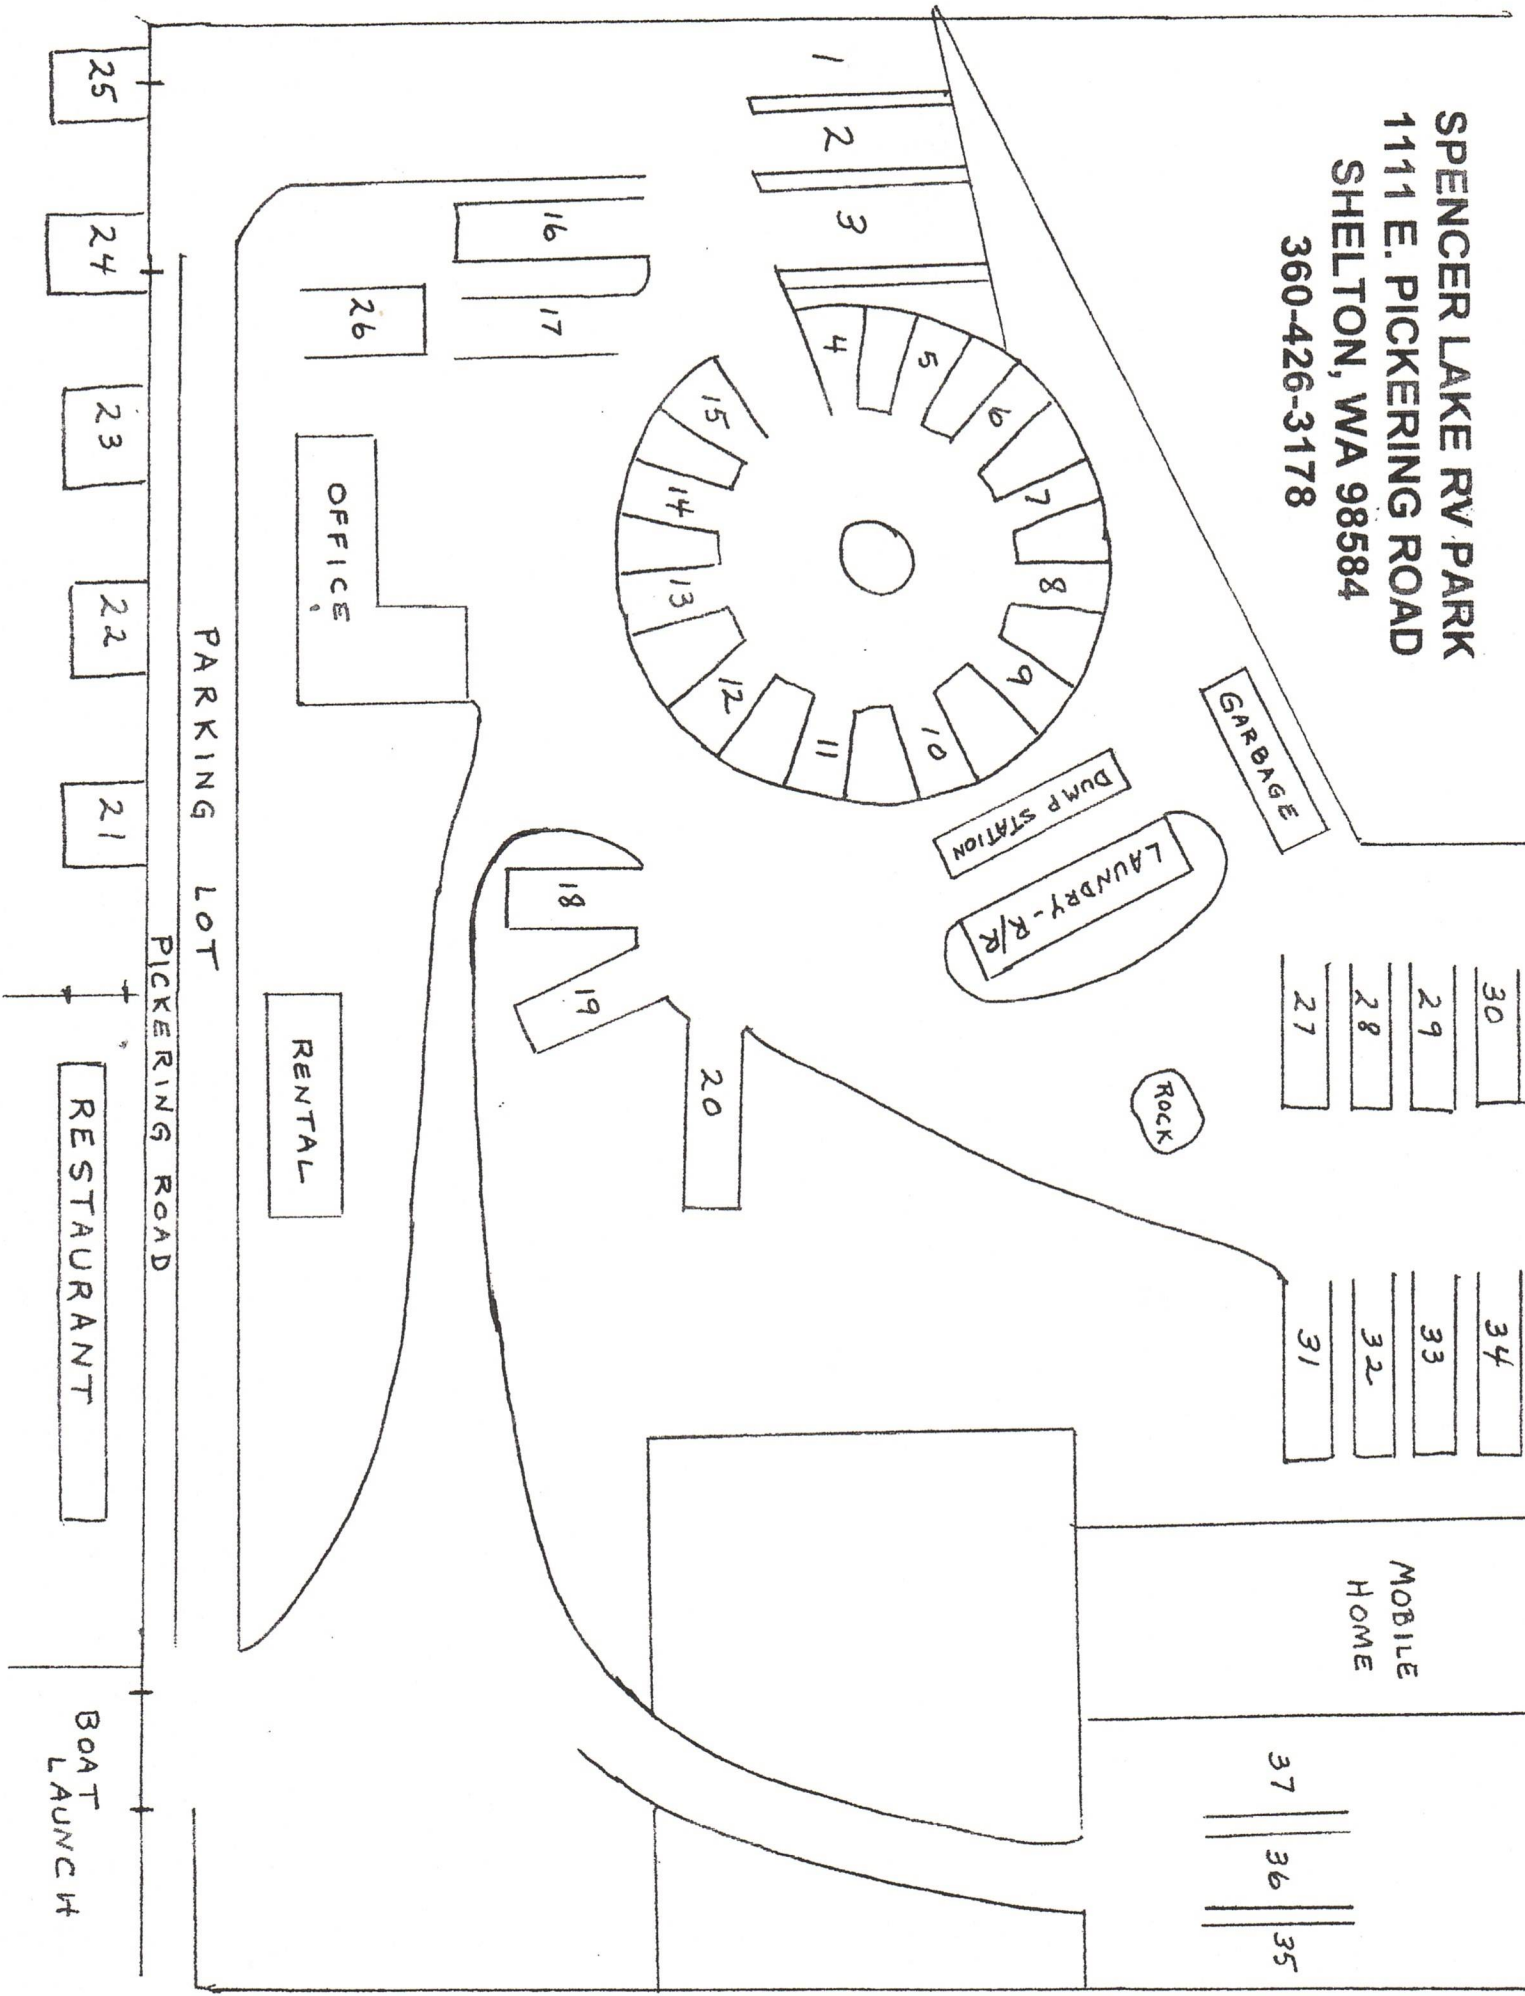 SPENCER LAKE RV PARK
1111 E. PICKERING ROAD
SHELTON, WA 98584
360-426-3178
30
29
28
27
34
33
32
31
MOBILE
HOME
37
36
35
GARBAGE
DUMP STATION
LAUNDRY-R/R
ROCK
1
2
3
4
5
6
7
8
9
10
11
12
13
14
15
16
17
18
19
20
26
OFFICE
RENTAL
PARKING LOT
PICKERING ROAD
25
24
23
22
21
RESTAURANT
BOAT
LAUNCH